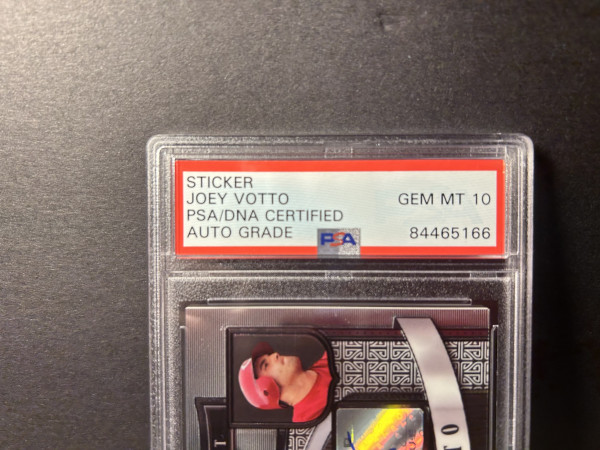 STICKER
JOEY VOTTO
PSA/DNA CERTIFIED
AUTO GRADE
GEM MT 10
84465166
PSA